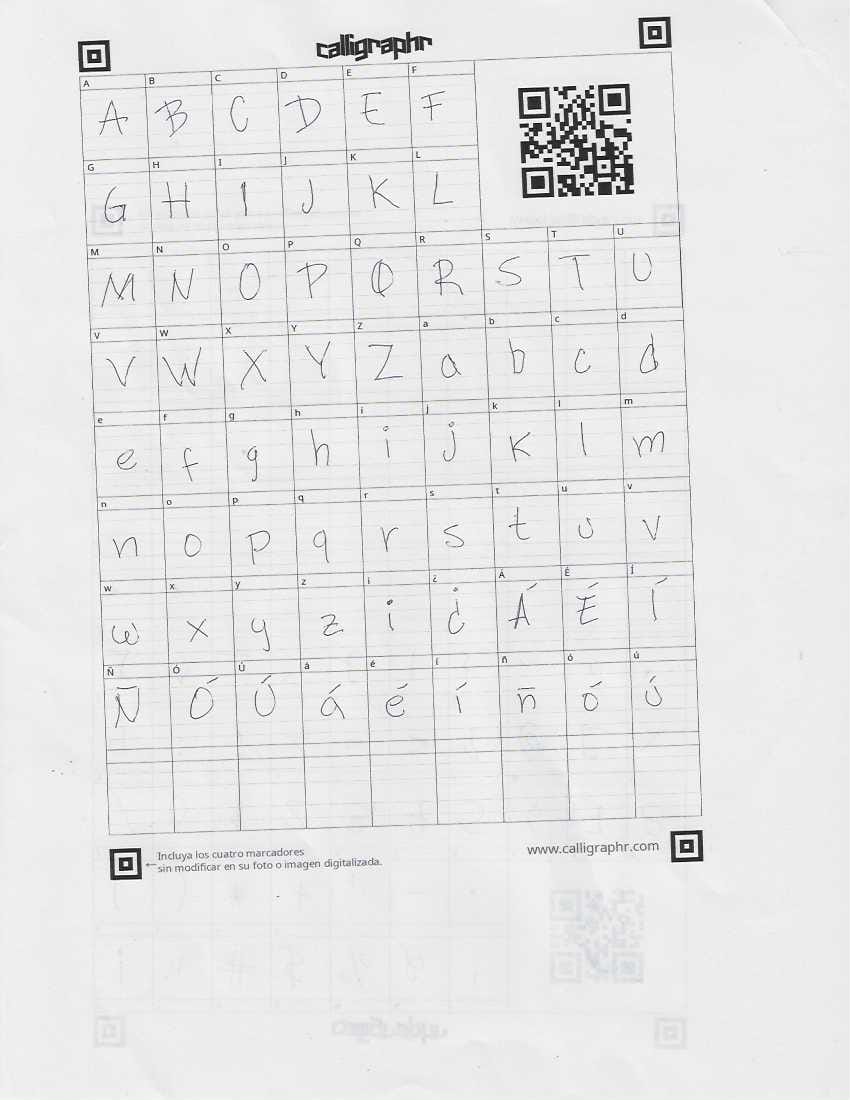 calligraphr
A B C D E F
A B C D E F
G H I J K L
G H I J K L
M N O P Q R S T U
M N O P Q R S T U
V W X Y Z a b c d
V W X Y Z a b c d
e f g h i j k l m
e f g h i j k l m
n o p q r s t u v
n o p q r s t u v
w x y z ¡ ¿ Á É Í
w x y z ¡ ¿ Á É Í
Ñ Ó Ú á é í ñ ó ú
Ñ Ó Ú á é í ñ ó ú
Incluya los cuatro marcadores
←sin modificar en su foto o imagen digitalizada.
www.calligraphr.com